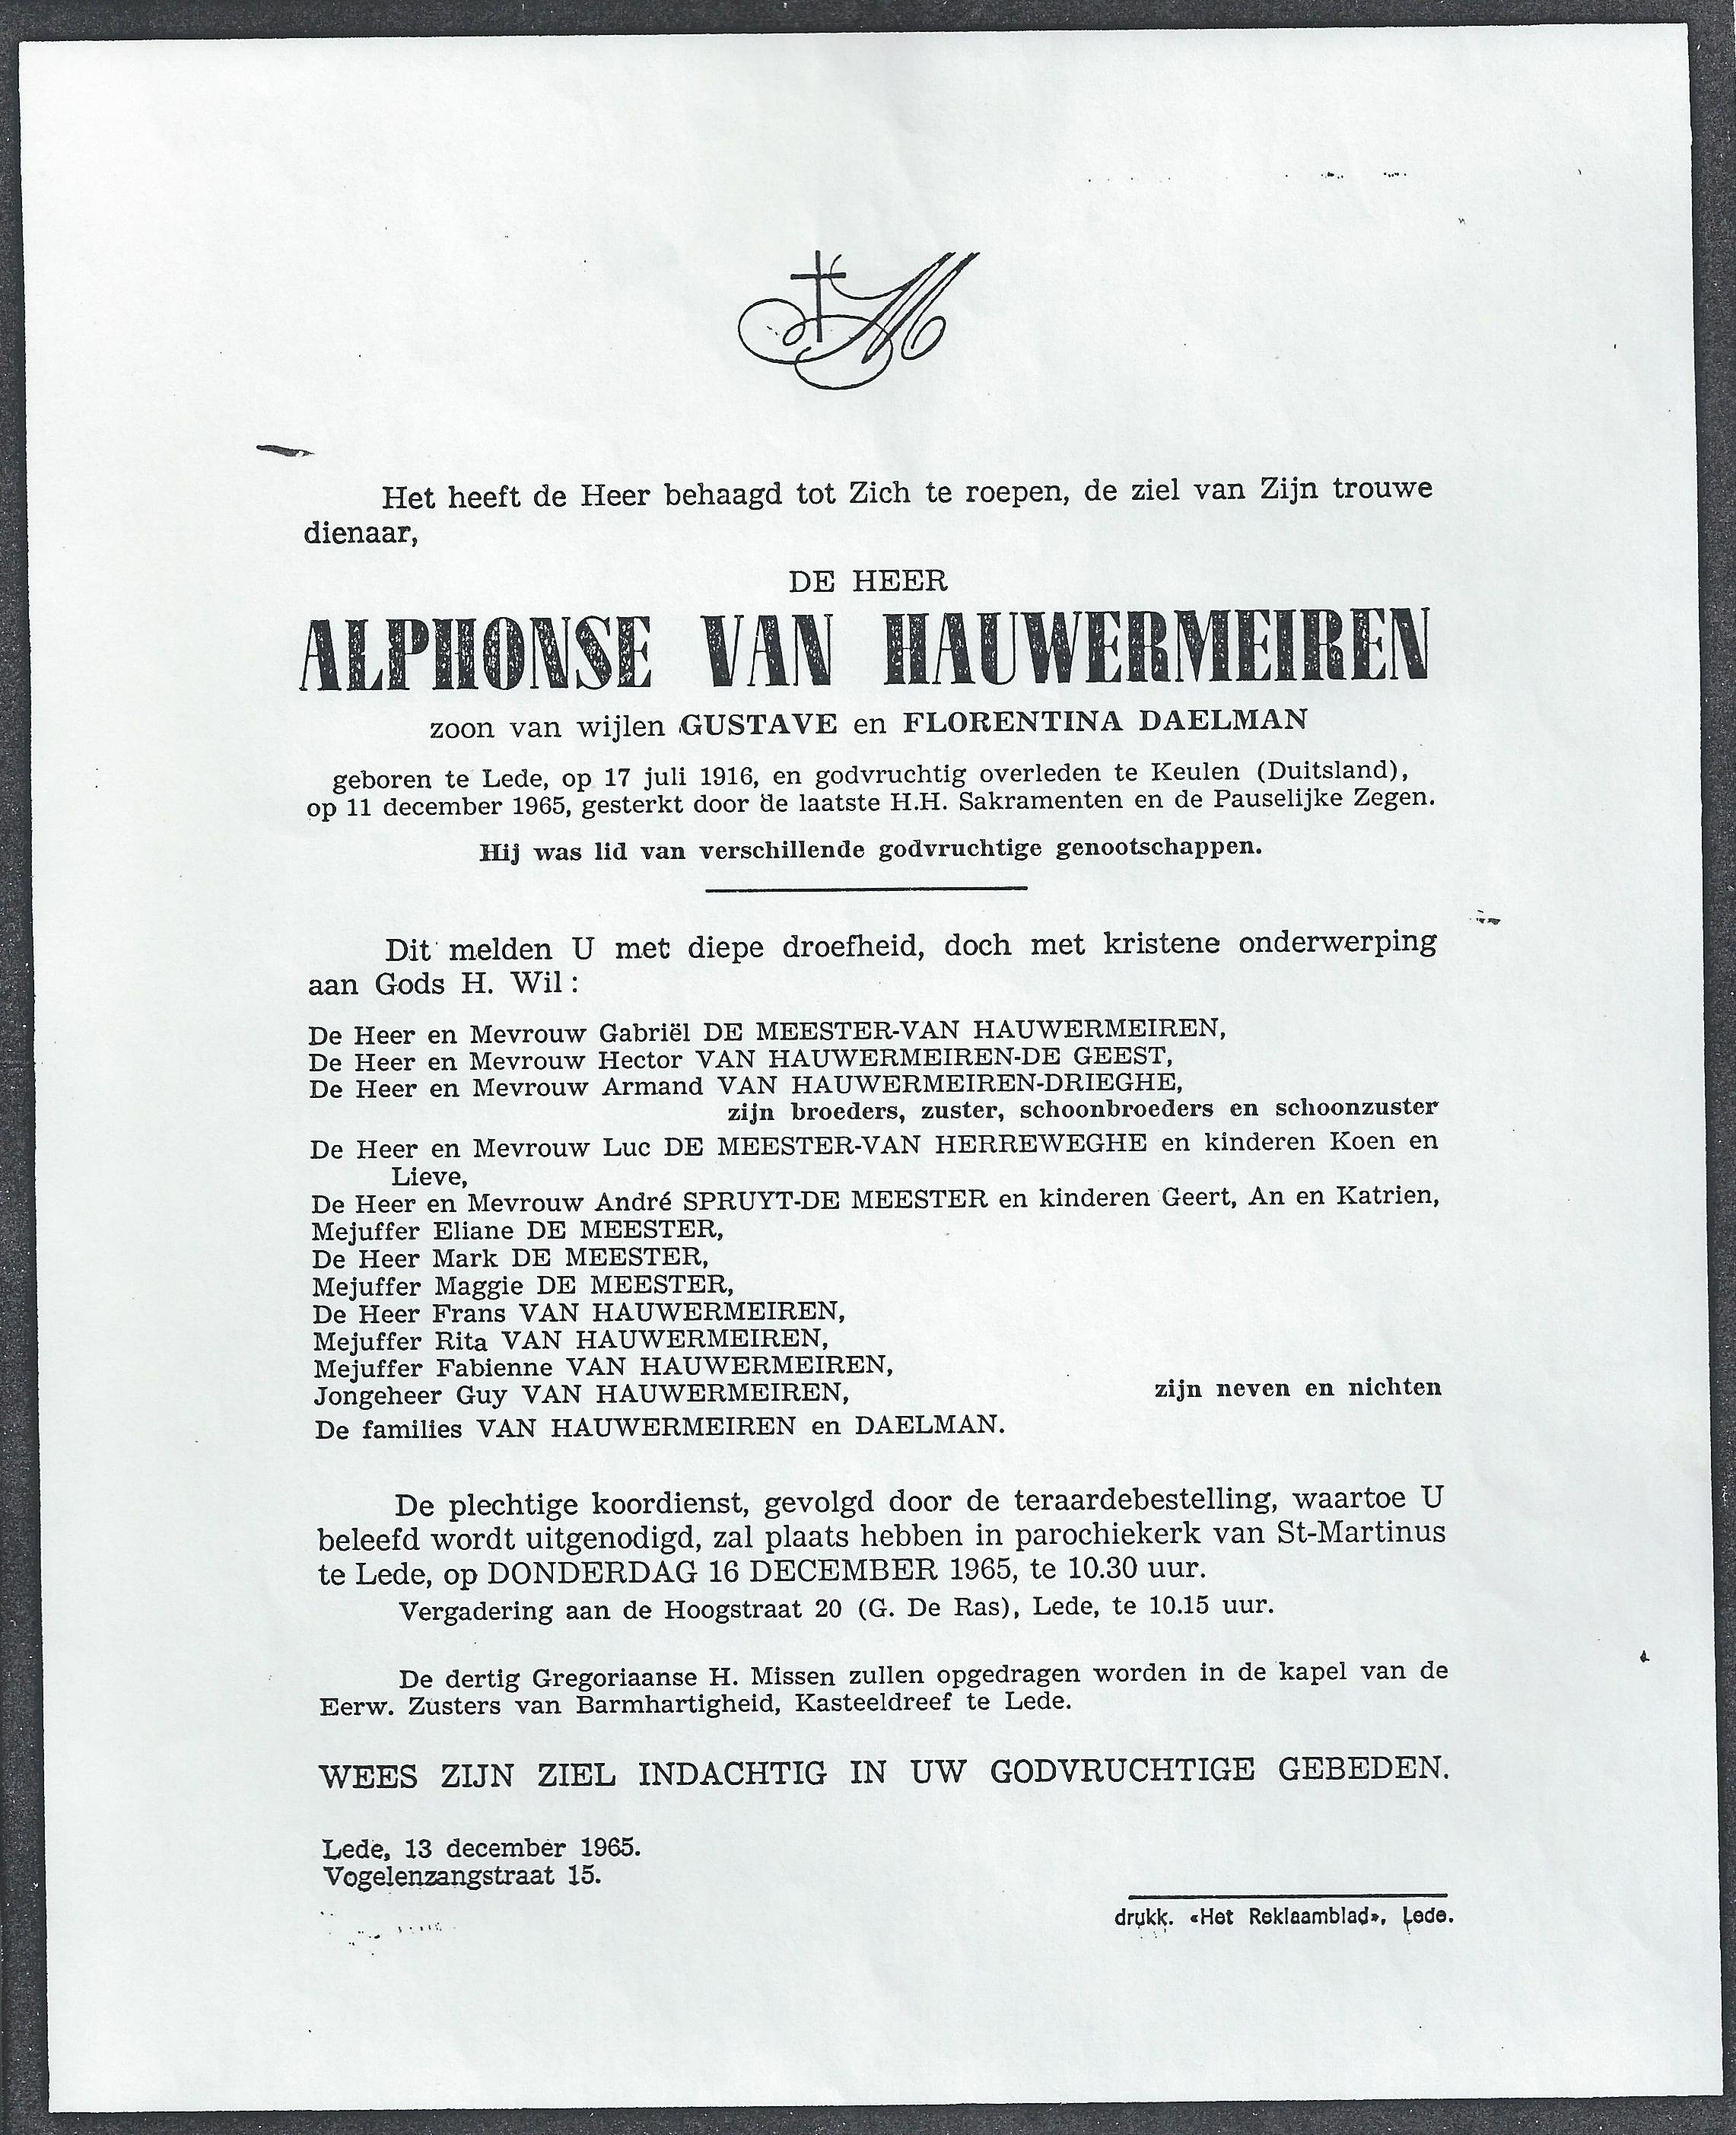 M
Het heeft de Heer behaagd tot Zich te roepen, de ziel van Zijn trouwe
dienaar,
DE HEER
ALPHONSE VAN HAUWERMEIREN
zoon van wijlen GUSTAVE en FLORENTINA DAELMAN
geboren te Lede, op 17 juli 1916, en godvruchtig overleden te Keulen (Duitsland),
op 11 december 1965, gesterkt door de laatste H.H. Sakramenten en de Pauselijke Zegen.
Hij was lid van verschillende godvruchtige genootschappen.
Dit melden U met diepe droefheid, doch met kristene onderwerping
aan Gods H. Wil :
De Heer en Mevrouw Gabriël DE MEESTER-VAN HAUWERMEIREN,
De Heer en Mevrouw Hector VAN HAUWERMEIREN-DE GEEST,
De Heer en Mevrouw Armand VAN HAUWERMEIREN-DRIEGHE,
zijn broeders, zuster, schoonbroeders en schoonzuster
De Heer en Mevrouw Luc DE MEESTER-VAN HERREWEGHE en kinderen Koen en
Lieve,
De Heer en Mevrouw André SPRUYT-DE MEESTER en kinderen Geert, An en Katrien,
Mejuffer Eliane DE MEESTER,
De Heer Mark DE MEESTER,
Mejuffer Maggie DE MEESTER,
De Heer Frans VAN HAUWERMEIREN,
Mejuffer Rita VAN HAUWERMEIREN,
Mejuffer Fabienne VAN HAUWERMEIREN,
Jongeheer Guy VAN HAUWERMEIREN, zijn neven en nichten
De families VAN HAUWERMEIREN en DAELMAN.
De plechtige koordienst, gevolgd door de teraardebestelling, waartoe U
beleefd wordt uitgenodigd, zal plaats hebben in parochiekerk van St-Martinus
te Lede, op DONDERDAG 16 DECEMBER 1965, te 10.30 uur.
Vergadering aan de Hoogstraat 20 (G. De Ras), Lede, te 10.15 uur.
De dertig Gregoriaanse H. Missen zullen opgedragen worden in de kapel van de
Eerw. Zusters van Barmhartigheid, Kasteeldreef te Lede.
WEES ZIJN ZIEL INDACHTIG IN UW GODVRUCHTIGE GEBEDEN.
Lede, 13 december 1965.
Vogelenzangstraat 15.
drukk. «Het Reklaamblad», Lede.